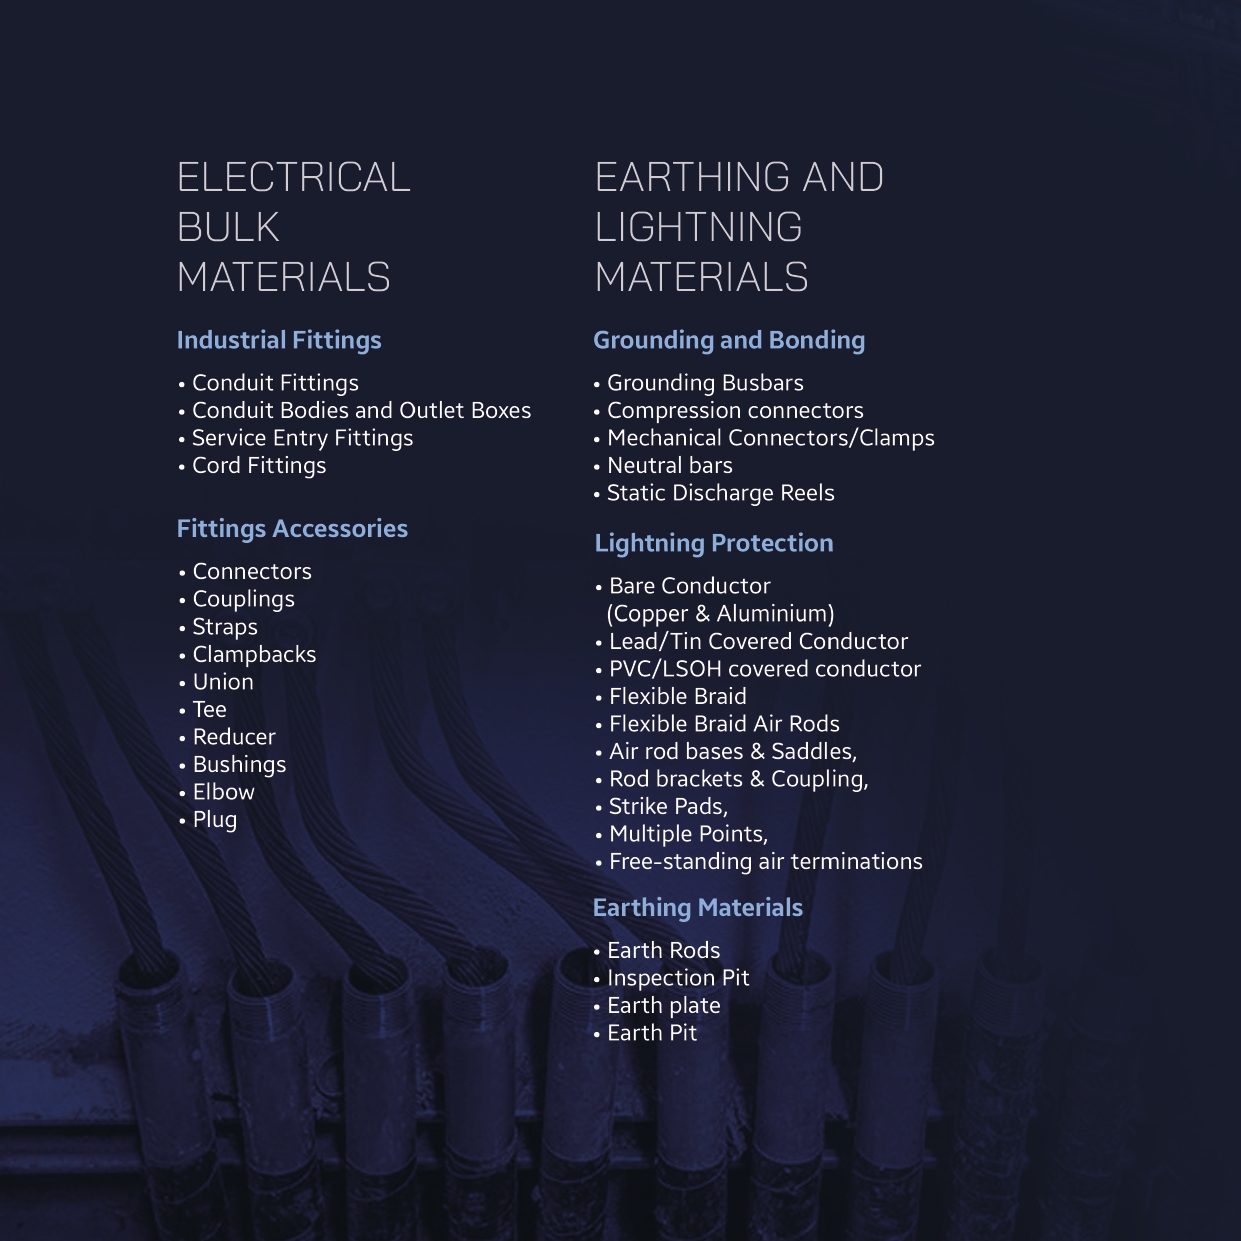 ELECTRICAL
BULK
MATERIALS
Industrial Fittings
• Conduit Fittings
• Conduit Bodies and Outlet Boxes
• Service Entry Fittings
• Cord Fittings
Fittings Accessories
• Connectors
• Couplings
• Straps
• Clampbacks
• Union
• Tee
• Reducer
• Bushings
• Elbow
• Plug
EARTHING AND
LIGHTNING
MATERIALS
Grounding and Bonding
• Grounding Busbars
• Compression connectors
• Mechanical Connectors/Clamps
• Neutral bars
• Static Discharge Reels
Lightning Protection
• Bare Conductor
(Copper & Aluminium)
• Lead/Tin Covered Conductor
• PVC/LSOH covered conductor
• Flexible Braid
• Flexible Braid Air Rods
• Air rod bases & Saddles,
• Rod brackets & Coupling,
• Strike Pads,
• Multiple Points,
• Free-standing air terminations
Earthing Materials
• Earth Rods
• Inspection Pit
• Earth plate
• Earth Pit